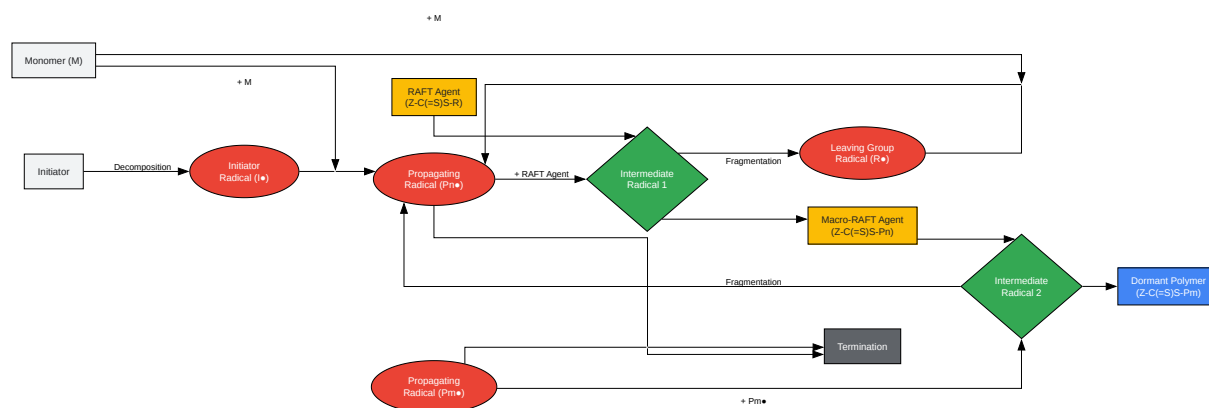 + M
Monomer (M)
+ M
RAFT Agent
(Z-C(=S)S-R)
Initiator
Decomposition
Initiator
Radical (I●)
Propagating
Radical (Pn●)
+ RAFT Agent
Intermediate
Radical 1
Fragmentation
Leaving Group
Radical (R●)
Macro-RAFT Agent
(Z-C(=S)S-Pn)
Fragmentation
Intermediate
Radical 2
Dormant Polymer
(Z-C(=S)S-Pm)
Termination
Propagating
Radical (Pm●)
+ Pm●